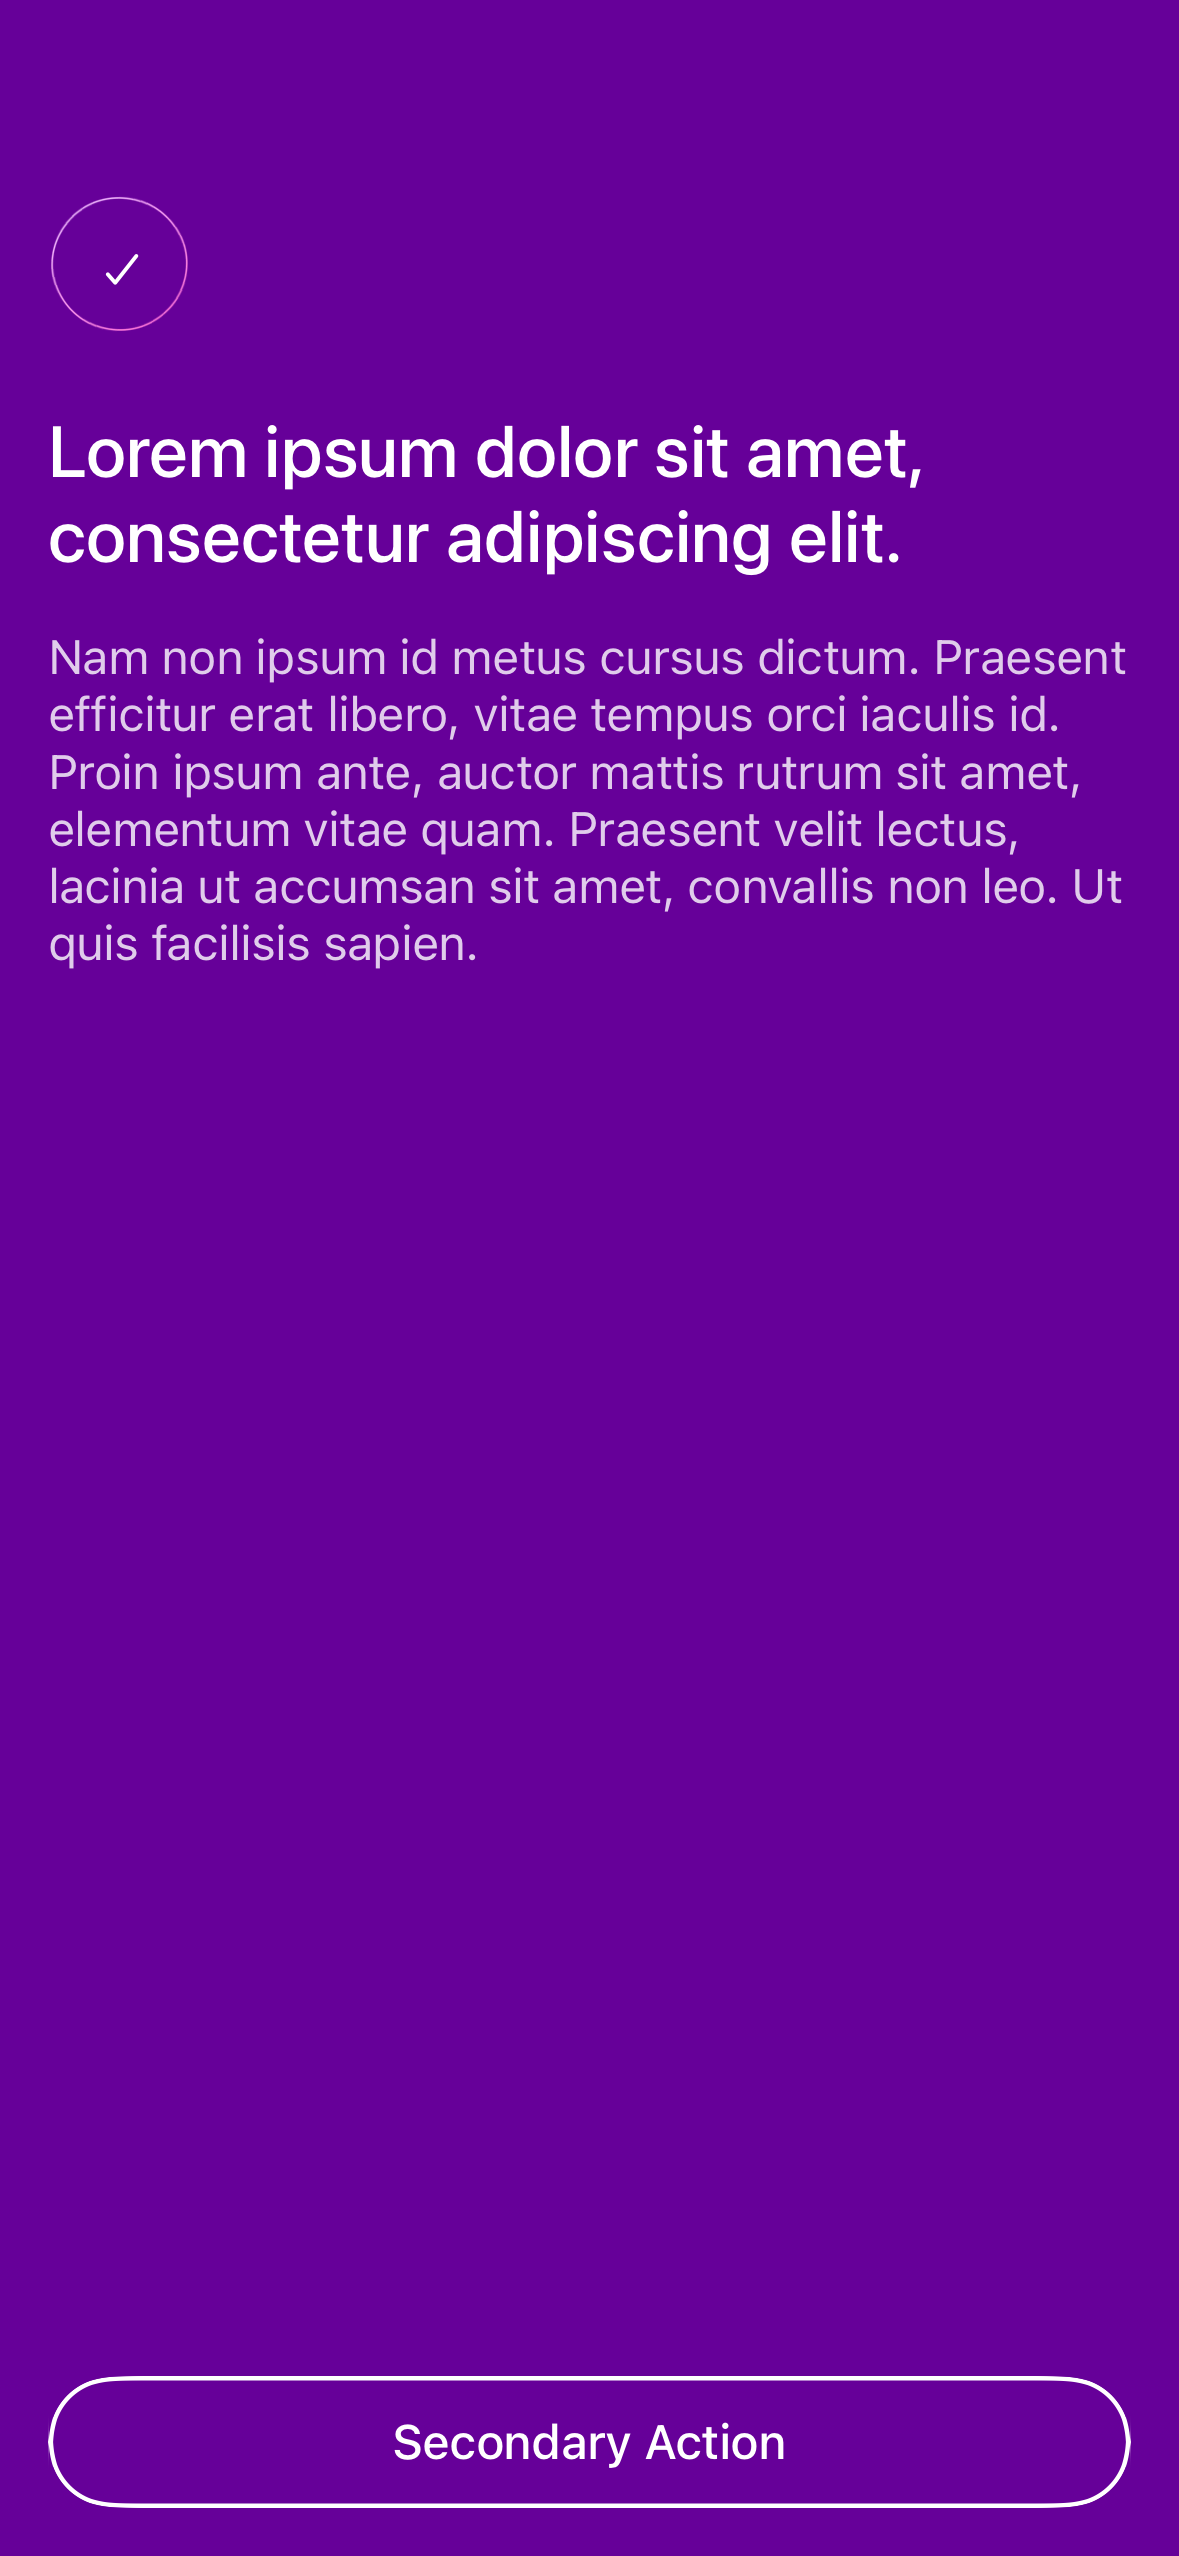 Lorem ipsum dolor sit amet,
consectetur adipiscing elit.
Nam non ipsum id metus cursus dictum. Praesent
efficitur erat libero, vitae tempus orci iaculis id.
Proin ipsum ante, auctor mattis rutrum sit amet,
elementum vitae quam. Praesent velit lectus,
lacinia ut accumsan sit amet, convallis non leo. Ut
quis facilisis sapien.
Secondary Action